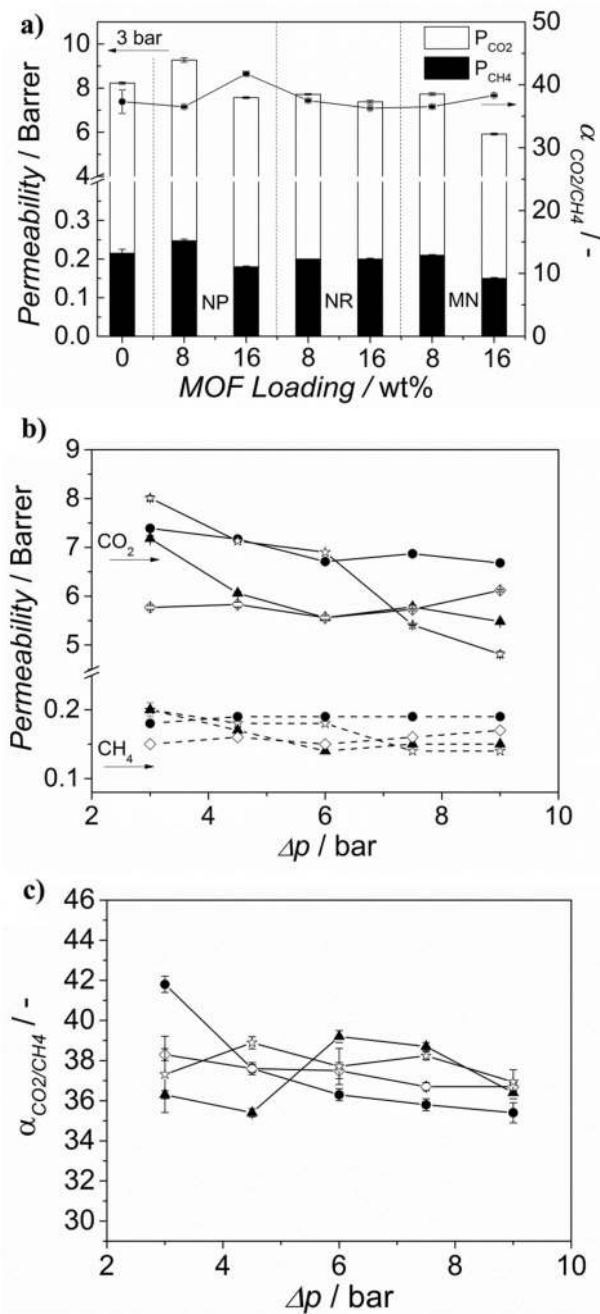 a)
3 bar
P_CO2
P_CH4
Permeability / Barrer
10
9
8
7
6
5
4
0.3
0.2
0.1
0.0
50
40
30
20
10
0
α_CO2/CH4 / -
NP
NR
MN
0 8 16 8 16 8 16
MOF Loading / wt%
b)
Permeability / Barrer
9
8
7
6
5
0.2
0.1
CO2
CH4
2 4 6 8 10
Δp / bar
c)
α_CO2/CH4 / -
46
44
42
40
38
36
34
32
30
2 4 6 8 10
Δp / bar